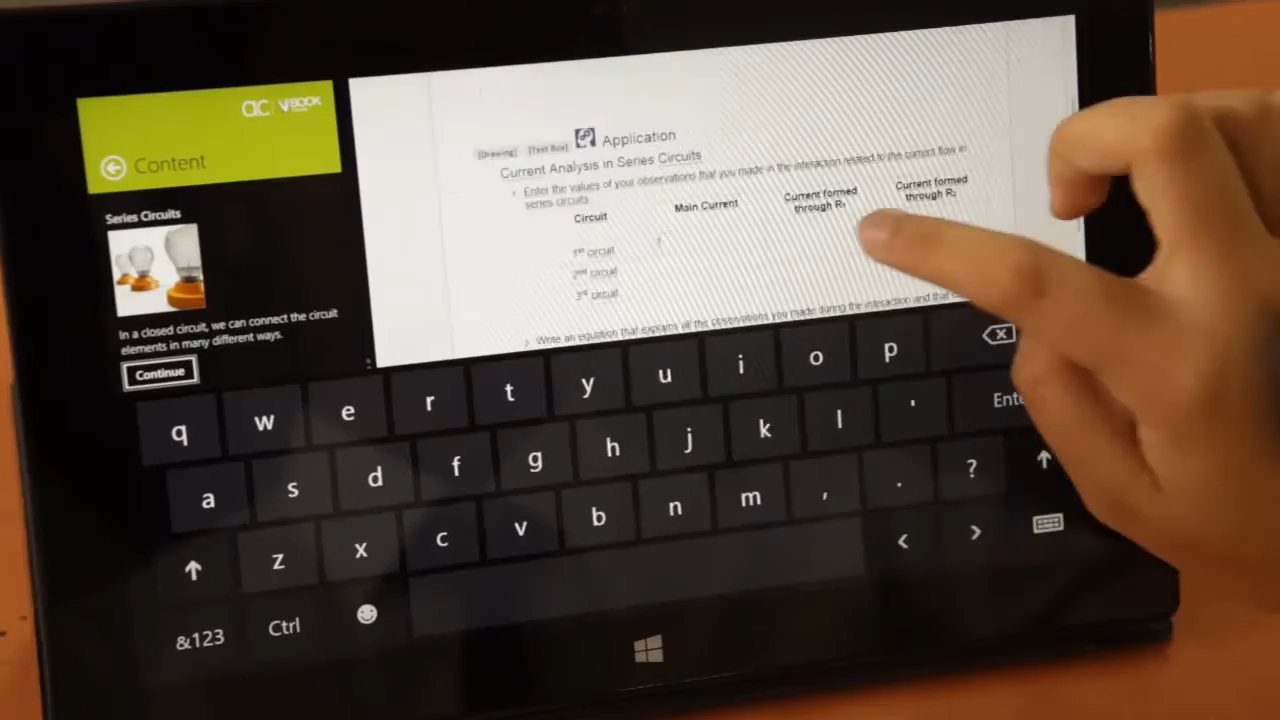 ac VBOOK
Content
Series Circuits
In a closed circuit, we can connect the circuit
elements in many different ways.
Continue
[Drawing] [Text Box] Application
Current Analysis in Series Circuits
Enter the values of your observations that you made in the interaction related to the current flow in
series circuits
Circuit Main Current Current formed through R₁ Current formed through R₂
1st circuit
2nd circuit
3rd circuit
Write an equation that explains all the observations you made during the interaction and that
q w e r t y u i o p
a s d f g h j k l ' Ente
z x c v b n m , . ?
&123 Ctrl < >